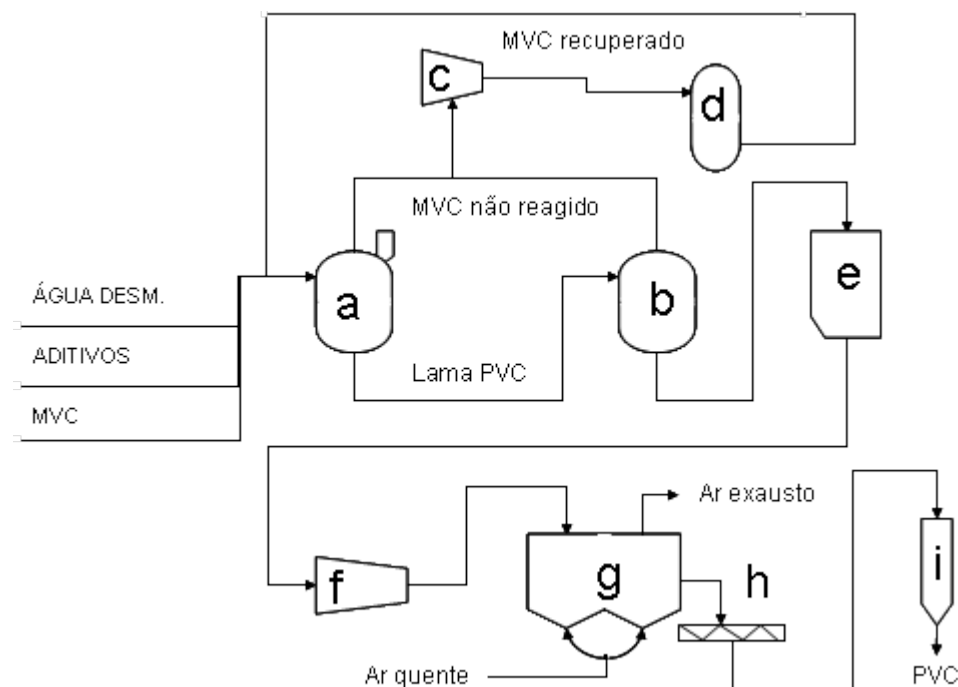 MVC recuperado
c
d
MVC não reagido
a
b
e
ÁGUA DESM.
ADITIVOS
Lama PVC
MVC
Ar exausto
f
g
h
i
Ar quente
PVC